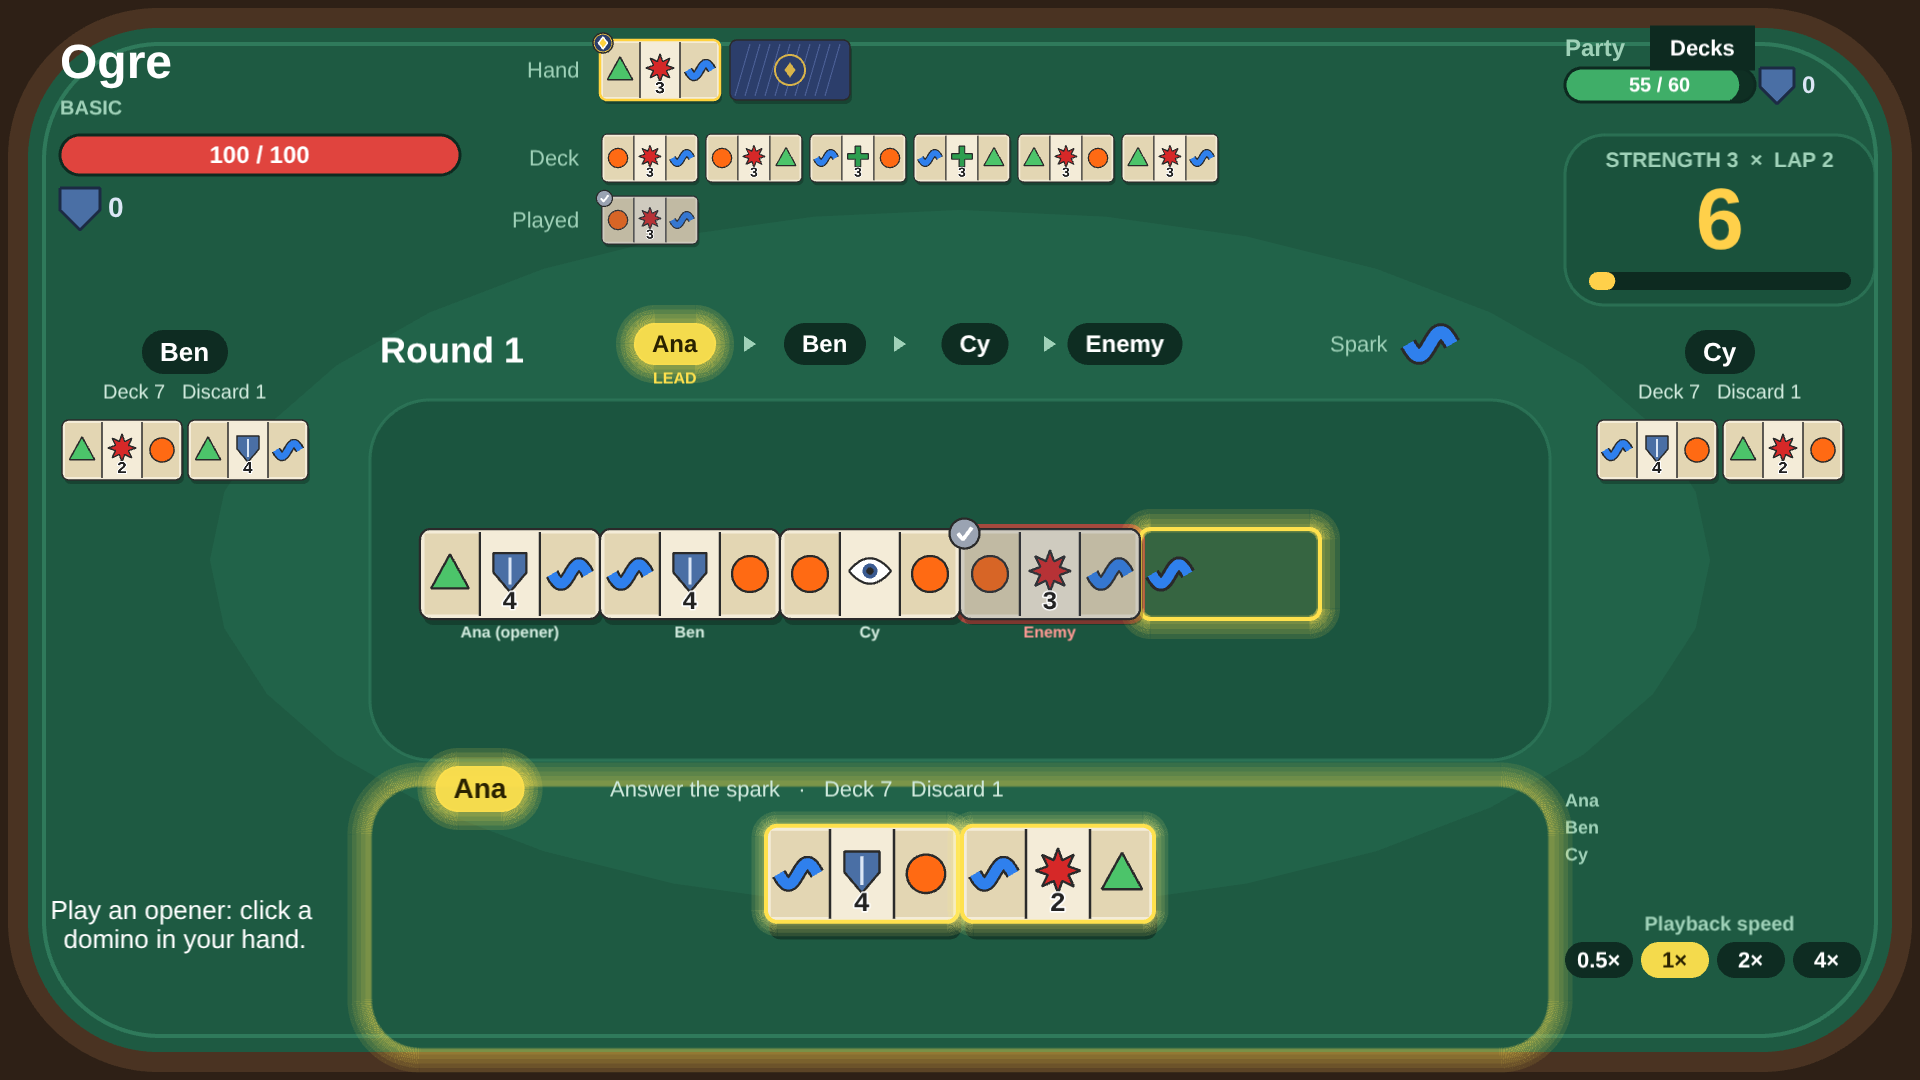 Ogre
BASIC
100 / 100
0
Hand
3
Deck
3 3 3 3 3 3
Played
3
Party
Decks
55 / 60
0
STRENGTH 3 × LAP 2
6
Ben
Deck 7 Discard 1
2 4
Round 1
Ana
LEAD
Ben
Cy
Enemy
Spark
Cy
Deck 7 Discard 1
4 2
4 4 3
Ana (opener)
Ben
Cy
Enemy
Ana
Answer the spark · Deck 7 Discard 1
4 2
Play an opener: click a
domino in your hand.
Ana
Ben
Cy
Playback speed
0.5× 1× 2× 4×